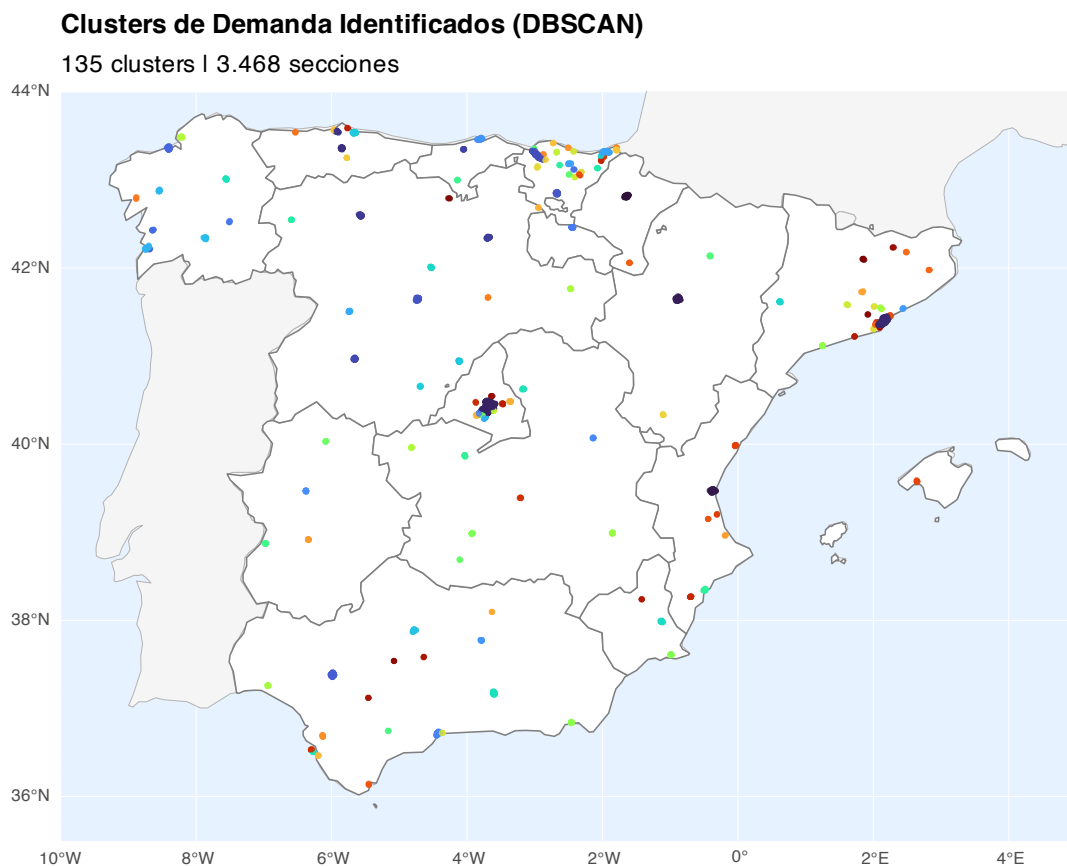 Clusters de Demanda Identificados (DBSCAN)
135 clusters | 3.468 secciones
44°N
42°N
40°N
38°N
36°N
10°W 8°W 6°W 4°W 2°W 0° 2°E 4°E